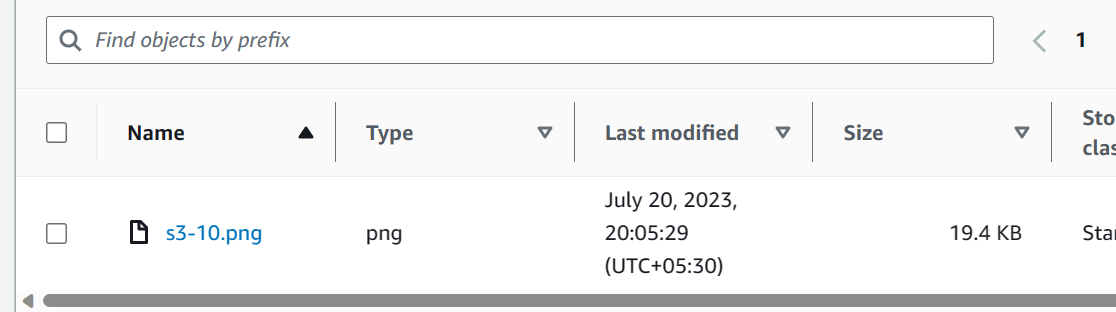 Find objects by prefix
1
Name
Type
Last modified
Size
July 20, 2023,
s3-10.png
png
20:05:29
19.4 KB
(UTC+05:30)